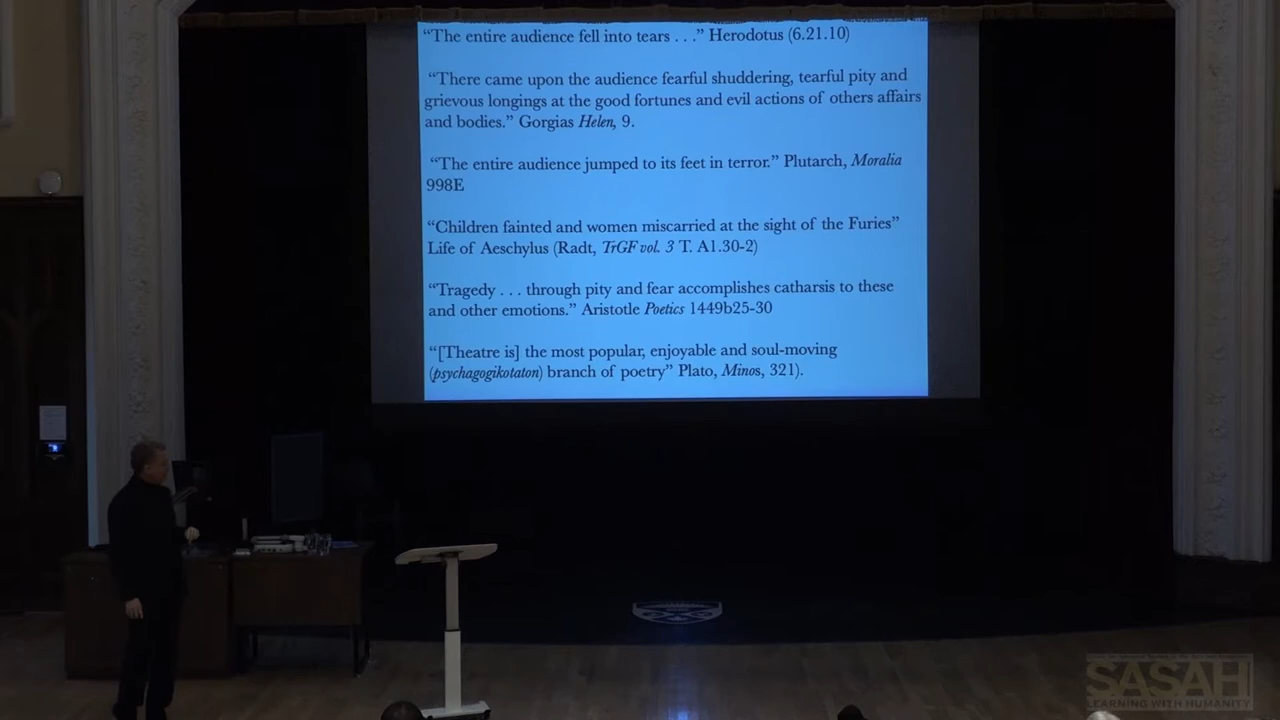 “The entire audience fell into tears . . .” Herodotus (6.21.10)
“There came upon the audience fearful shuddering, tearful pity and
grievous longings at the good fortunes and evil actions of others affairs
and bodies.” Gorgias Helen, 9.
“The entire audience jumped to its feet in terror.” Plutarch, Moralia
998E
“Children fainted and women miscarried at the sight of the Furies”
Life of Aeschylus (Radt, TrGF vol. 3 T. A1.30-2)
“Tragedy . . . through pity and fear accomplishes catharsis to these
and other emotions.” Aristotle Poetics 1449b25-30
“[Theatre is] the most popular, enjoyable and soul-moving
(psychagogikotaton) branch of poetry” Plato, Minos, 321).
SASAH
LEARNING WITH HUMANITY